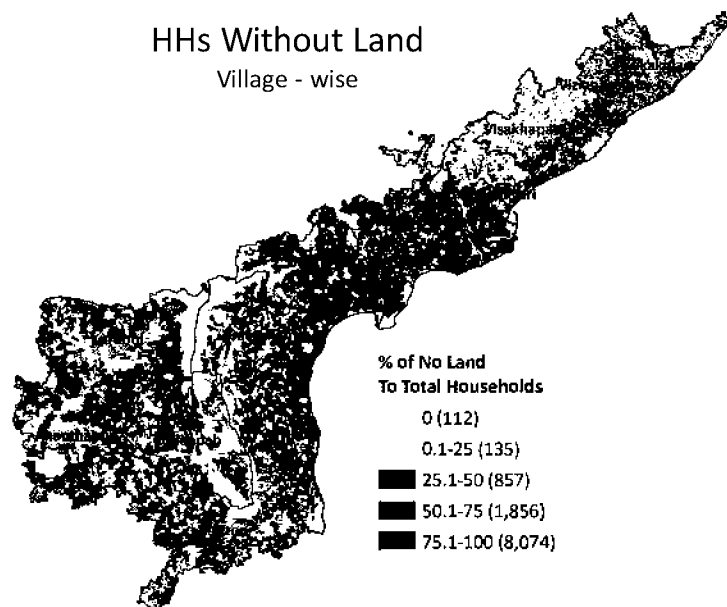 HHs Without Land
Village - wise
% of No Land
To Total Households
0 (112)
0.1-25 (135)
25.1-50 (857)
50.1-75 (1,856)
75.1-100 (8,074)